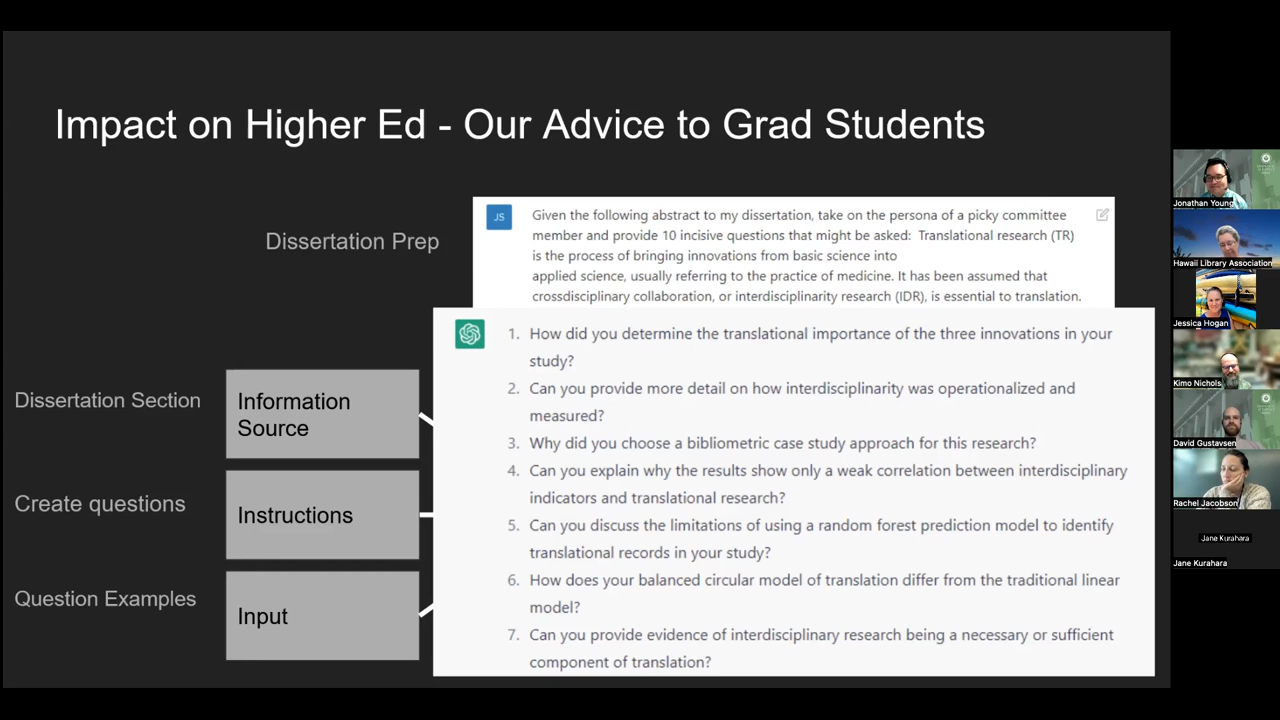 Impact on Higher Ed - Our Advice to Grad Students
Dissertation Prep
JS
Given the following abstract to my dissertation, take on the persona of a picky committee
member and provide 10 incisive questions that might be asked: Translational research (TR)
is the process of bringing innovations from basic science into
applied science, usually referring to the practice of medicine. It has been assumed that
crossdisciplinary collaboration, or interdisciplinarity research (IDR), is essential to translation.
1. How did you determine the translational importance of the three innovations in your
study?
2. Can you provide more detail on how interdisciplinarity was operationalized and
measured?
3. Why did you choose a bibliometric case study approach for this research?
4. Can you explain why the results show only a weak correlation between interdisciplinary
indicators and translational research?
5. Can you discuss the limitations of using a random forest prediction model to identify
translational records in your study?
6. How does your balanced circular model of translation differ from the traditional linear
model?
7. Can you provide evidence of interdisciplinary research being a necessary or sufficient
component of translation?
Dissertation Section
Information
Source
Create questions
Instructions
Question Examples
Input
Jonathan Young
Hawaii Library Association
Jessica Hogan
Kimo Nichols
David Gustavsen
Rachel Jacobson
Jane Kurahara
Jane Kurahara